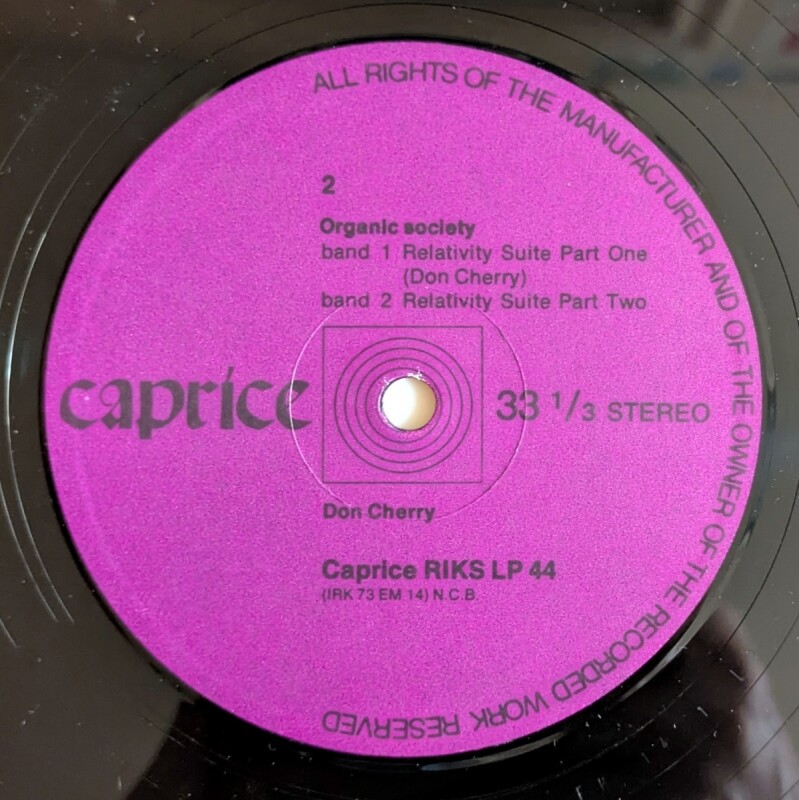 ALL RIGHTS OF THE MANUFACTURER AND OF THE OWNER OF THE RECORDED WORK RESERVED
2
Organic society
band 1 Relativity Suite Part One
(Don Cherry)
band 2 Relativity Suite Part Two
caprice
33 1/3 STEREO
Don Cherry
Caprice RIKS LP 44
(IRK 73 EM 14) N.C.B.